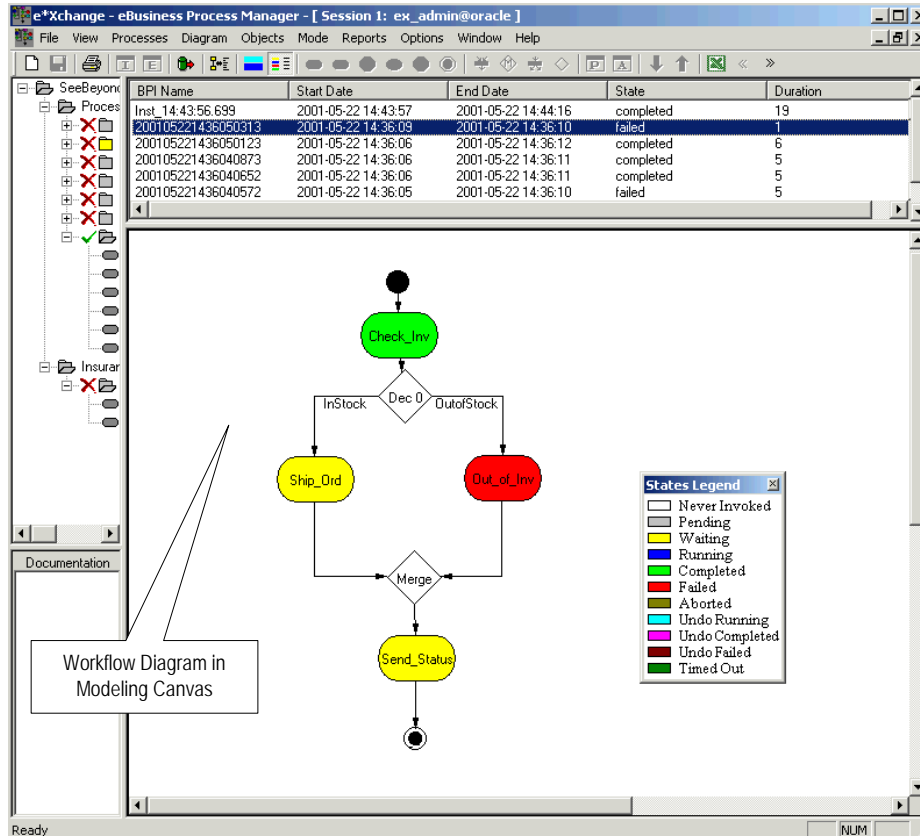 e*Xchange - eBusiness Process Manager - [ Session 1: ex_admin@oracle ]
File View Processes Diagram Objects Mode Reports Options Window Help
I E P A
SeeBeyon
Proces
Insurar
BPI Name Start Date End Date State Duration
Inst_14:43:56.699 2001-05-22 14:43:57 2001-05-22 14:44:16 completed 19
200105221436050313 2001-05-22 14:36:09 2001-05-22 14:36:10 failed 1
200105221436050123 2001-05-22 14:36:06 2001-05-22 14:36:12 completed 6
200105221436040873 2001-05-22 14:36:06 2001-05-22 14:36:11 completed 5
200105221436040652 2001-05-22 14:36:06 2001-05-22 14:36:11 completed 5
200105221436040572 2001-05-22 14:36:05 2001-05-22 14:36:10 failed 5
Check_Inv
Dec 0
InStock
OutofStock
Ship_Ord
Out_of_Inv
Merge
Send_Status
States Legend
Never Invoked
Pending
Waiting
Running
Completed
Failed
Aborted
Undo Running
Undo Completed
Undo Failed
Timed Out
Documentation
Workflow Diagram in
Modeling Canvas
Ready
NUM